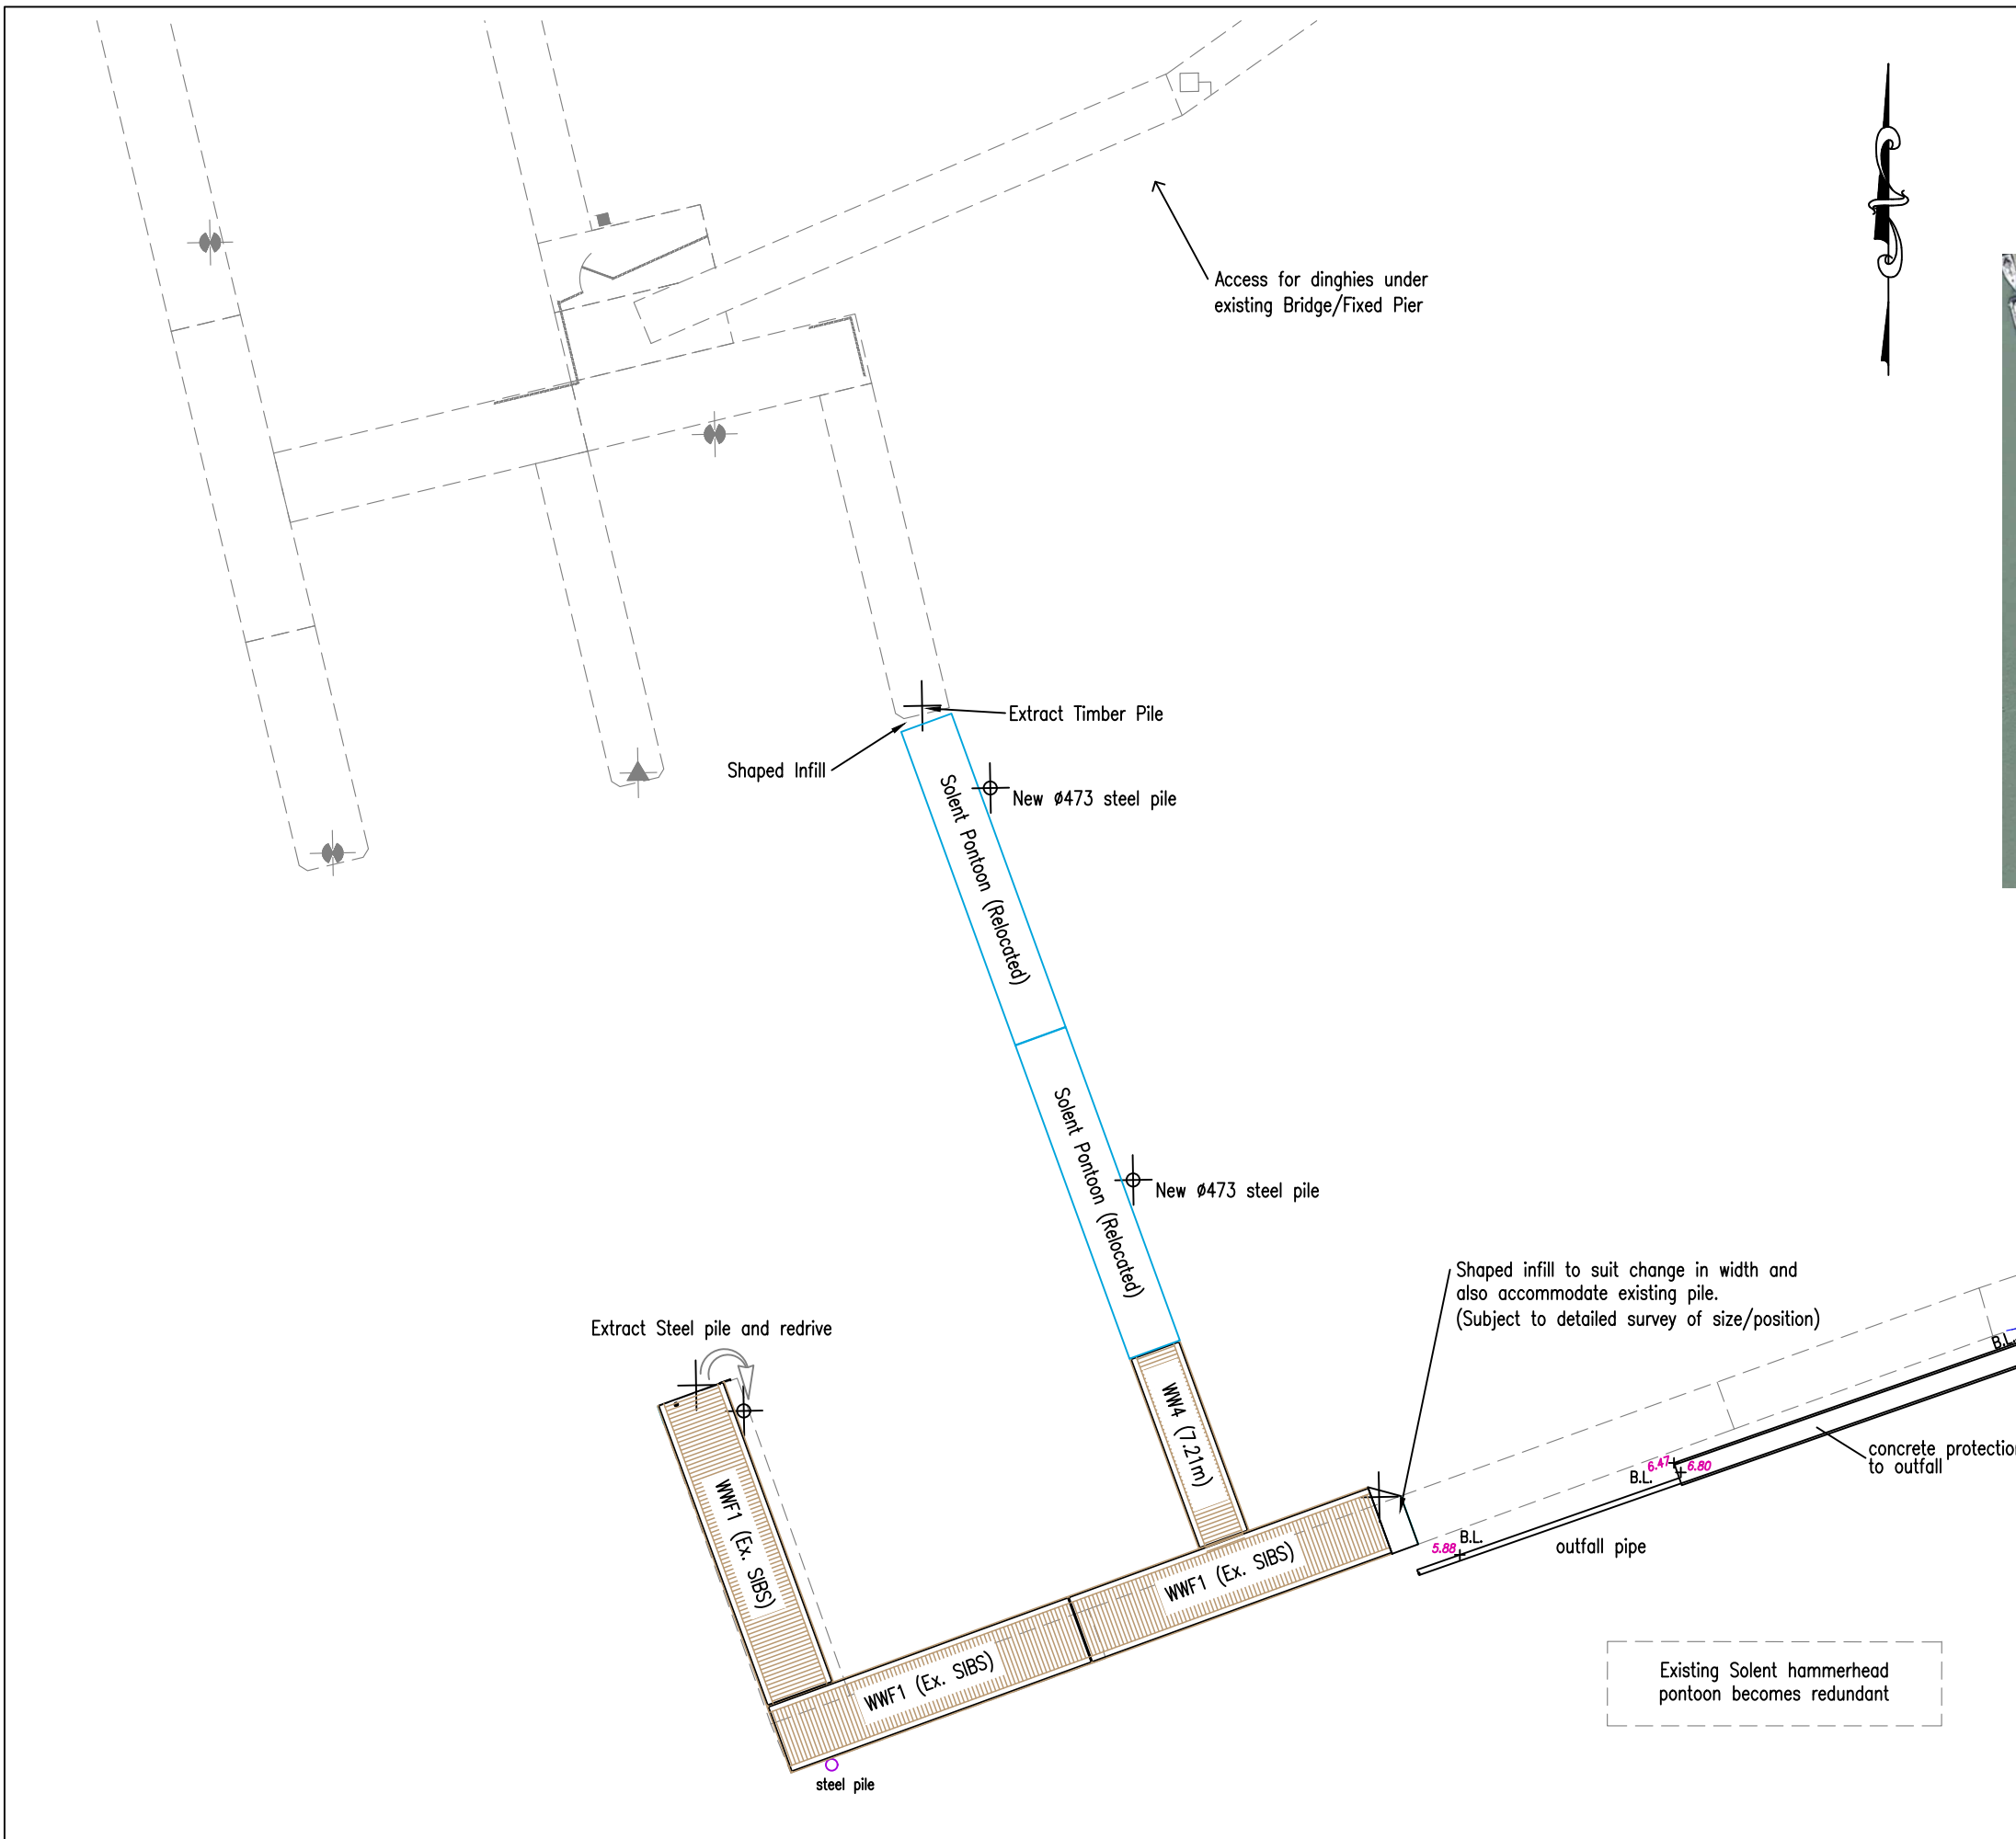 Access for dinghies under
existing Bridge/Fixed Pier
Extract Timber Pile
Shaped Infill
New Ø473 steel pile
Solent Pontoon (Relocated)
Solent Pontoon (Relocated)
New Ø473 steel pile
Shaped infill to suit change in width and
also accommodate existing pile.
(Subject to detailed survey of size/position)
Extract Steel pile and redrive
B.L.
WW4 (7.21m)
concrete protectio
to outfall
6.47
6.80
B.L.
WWF1 (Ex. SIBS)
B.L.
5.88
outfall pipe
WWF1 (Ex. SIBS)
WWF1 (Ex. SIBS)
Existing Solent hammerhead
pontoon becomes redundant
steel pile